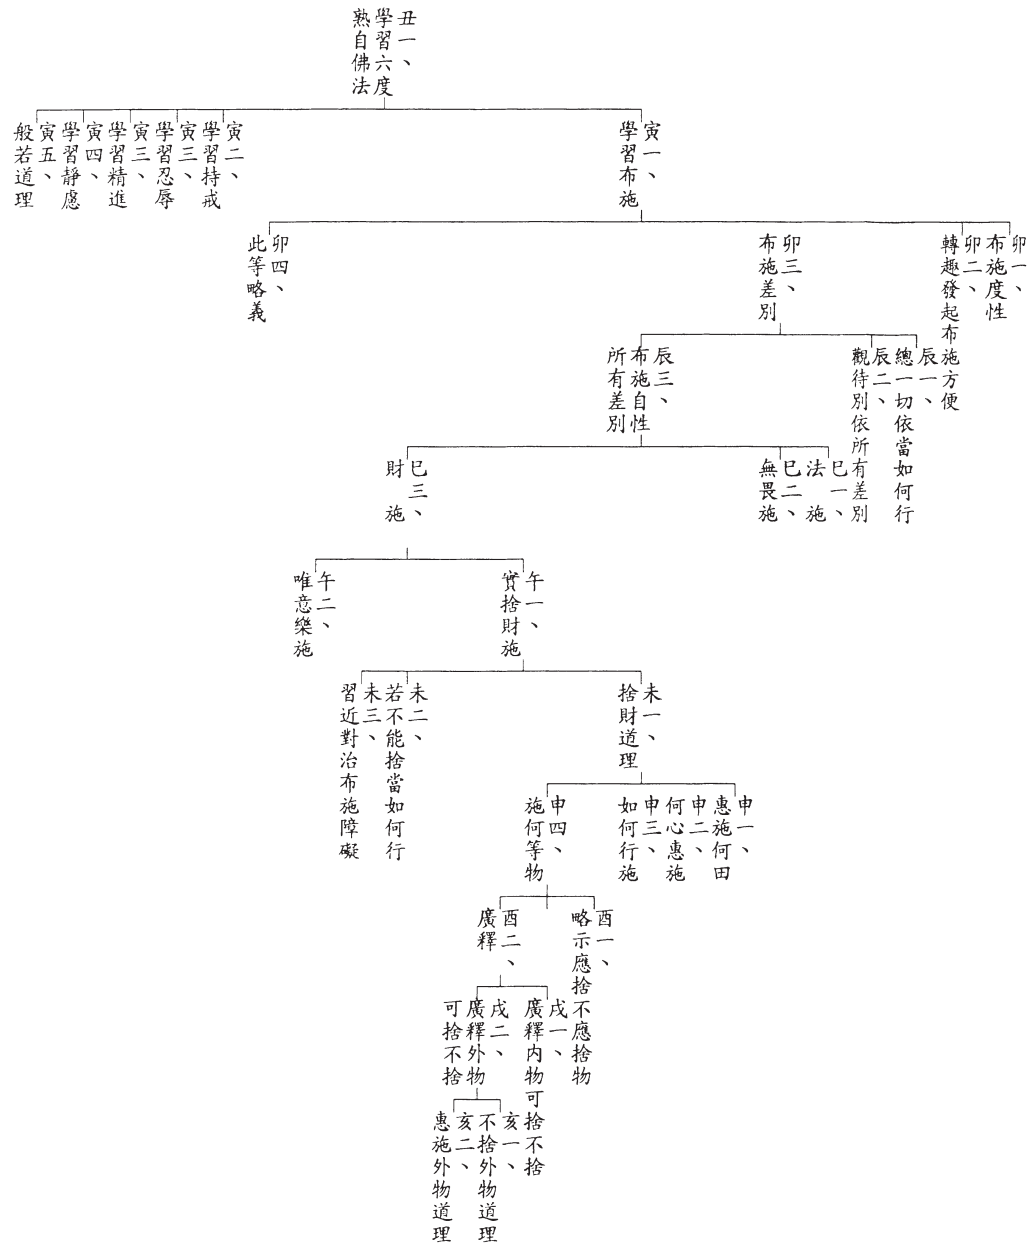 丑一、
學習六度
熟自佛法
寅一、
學習布施
寅二、
學習持戒
寅三、
學習忍辱
寅三、
學習精進
寅四、
學習靜慮
寅五、
般若道理
卯一、
布施度性
卯二、
轉趣發起布施方便
卯三、
布施差別
卯四、
此等略義
辰一、
總一切依當如何行
辰二、
觀待別依所有差別
辰三、
布施自性
所有差別
巳一、
法施
巳二、
無畏施
巳三、
財施
午一、
實捨財施
午二、
唯意樂施
未一、
捨財道理
未二、
若不能捨當如何行
未三、
習近對治布施障礙
申一、
惠施何田
申二、
何心惠施
申三、
如何行施
申四、
施何等物
酉一、
略示應捨不應捨物
酉二、
廣釋
戌一、
廣釋內物可捨不捨
戌二、
廣釋外物
可捨不捨
亥一、
不捨外物道理
亥二、
惠施外物道理